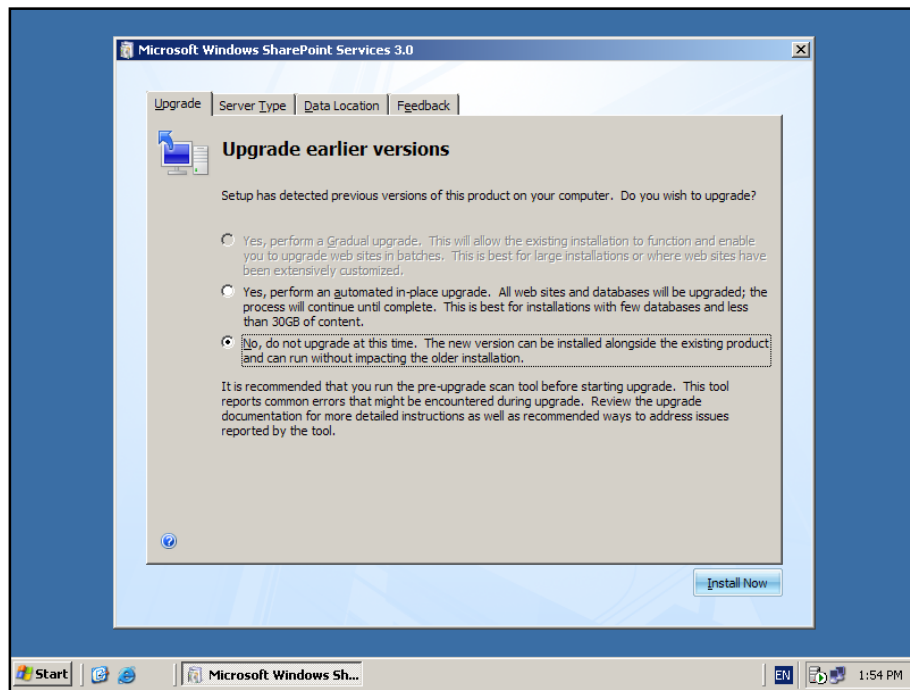 Microsoft Windows SharePoint Services 3.0
Upgrade Server Type Data Location Feedback
Upgrade earlier versions
Setup has detected previous versions of this product on your computer. Do you wish to upgrade?
Yes, perform a Gradual upgrade. This will allow the existing installation to function and enable
you to upgrade web sites in batches. This is best for large installations or where web sites have
been extensively customized.
Yes, perform an automated in-place upgrade. All web sites and databases will be upgraded; the
process will continue until complete. This is best for installations with few databases and less
than 30GB of content.
No, do not upgrade at this time. The new version can be installed alongside the existing product
and can run without impacting the older installation.
It is recommended that you run the pre-upgrade scan tool before starting upgrade. This tool
reports common errors that might be encountered during upgrade. Review the upgrade
documentation for more detailed instructions as well as recommended ways to address issues
reported by the tool.
Install Now
Start Microsoft Windows Sh... EN 1:54 PM